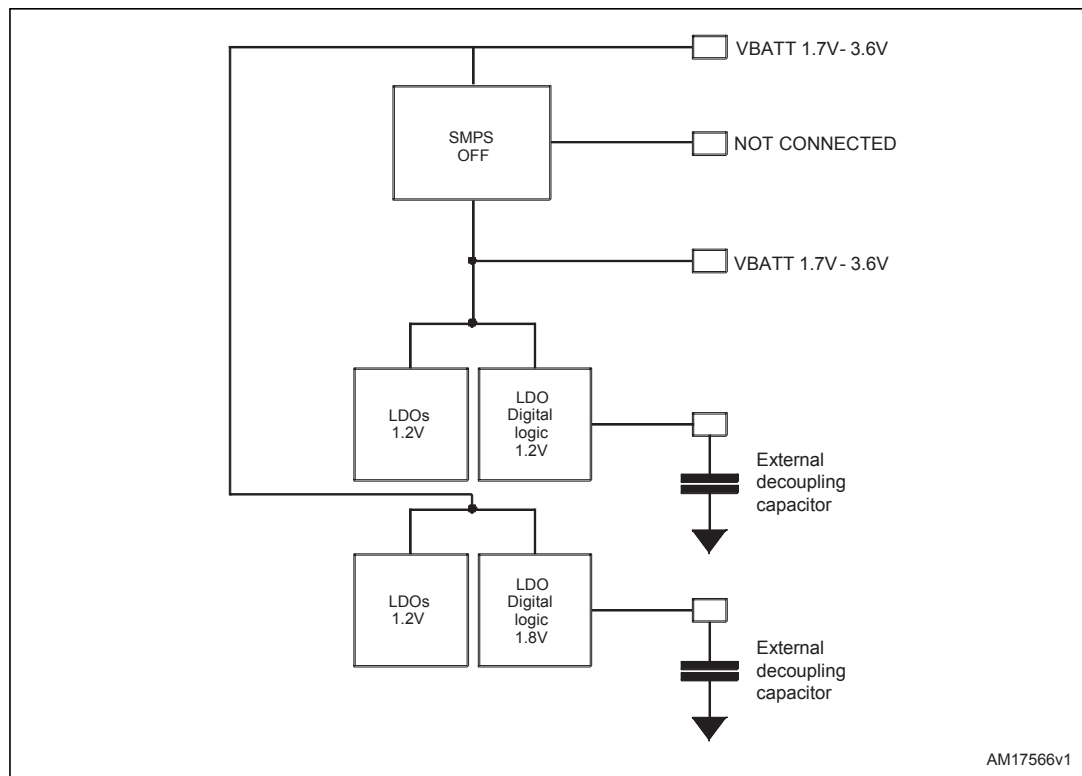 VBATT 1.7V- 3.6V
SMPS
OFF
NOT CONNECTED
VBATT 1.7V - 3.6V
LDOs
1.2V
LDO
Digital
logic
1.2V
External
decoupling
capacitor
LDOs
1.2V
LDO
Digital
logic
1.8V
External
decoupling
capacitor
AM17566v1